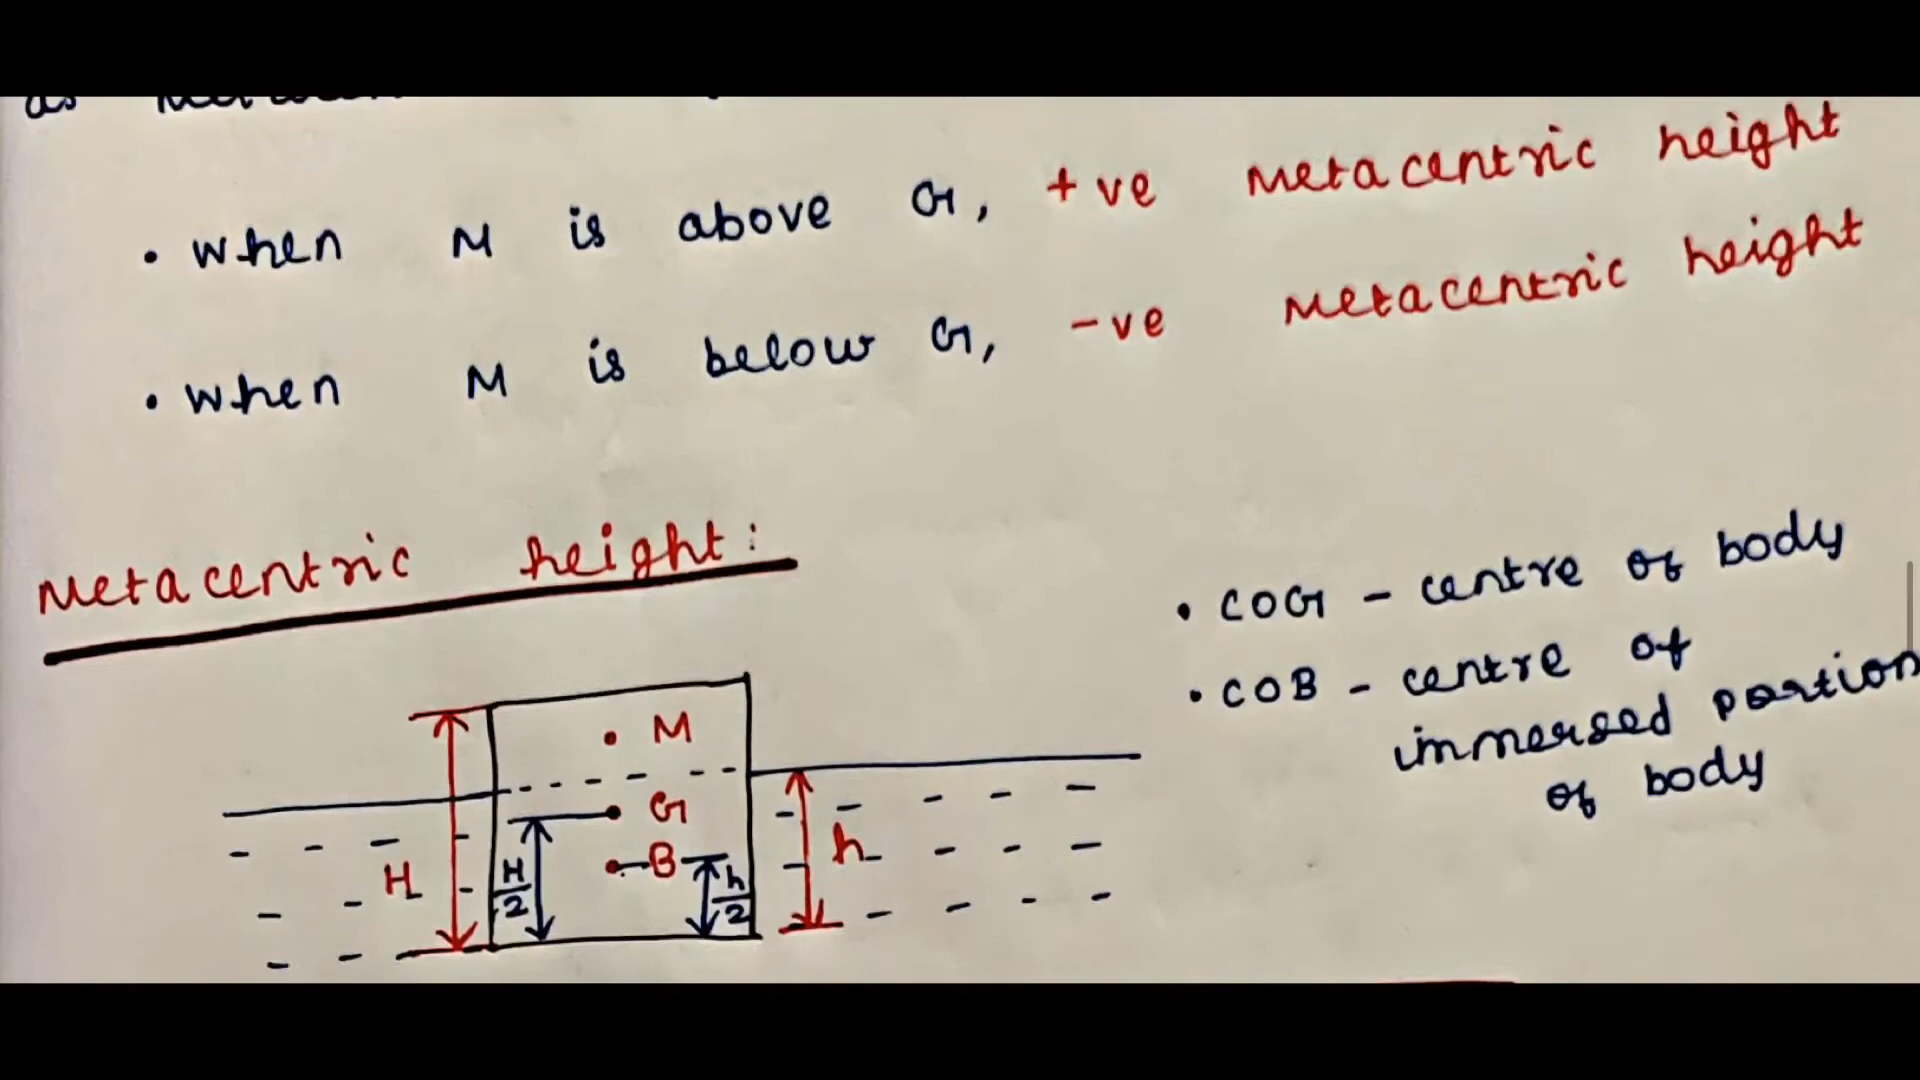 as
• when M is above G, +ve Metacentric height
• when M is below G, -ve Metacentric height
Metacentric height:
• COG - centre of body
• COB - centre of
immersed portion
of body
M
G
B
H
H/2
h/2
h